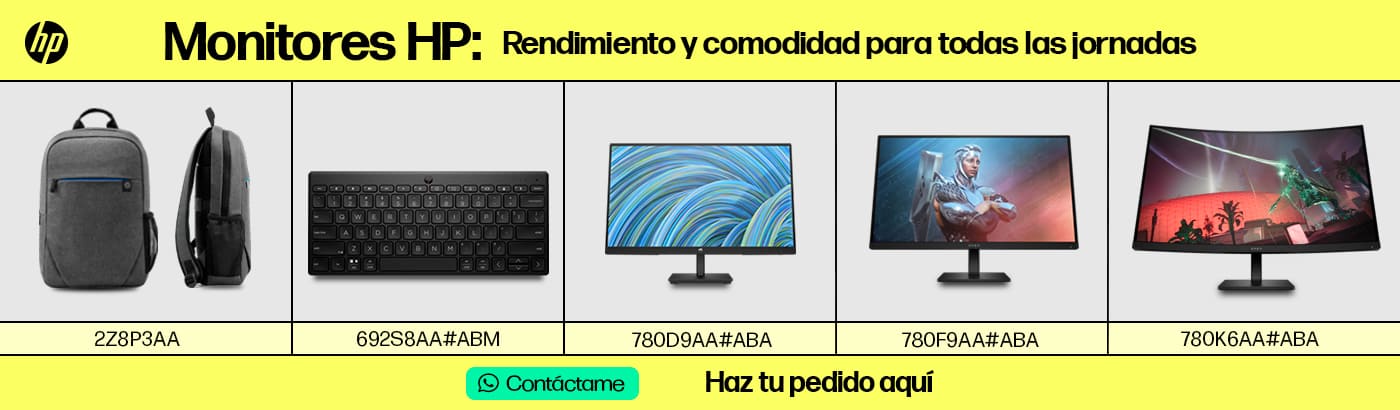 hp
Monitores HP: Rendimiento y comodidad para todas las jornadas
2Z8P3AA
692S8AA#ABM
780D9AA#ABA
780F9AA#ABA
780K6AA#ABA
Contáctame
Haz tu pedido aquí